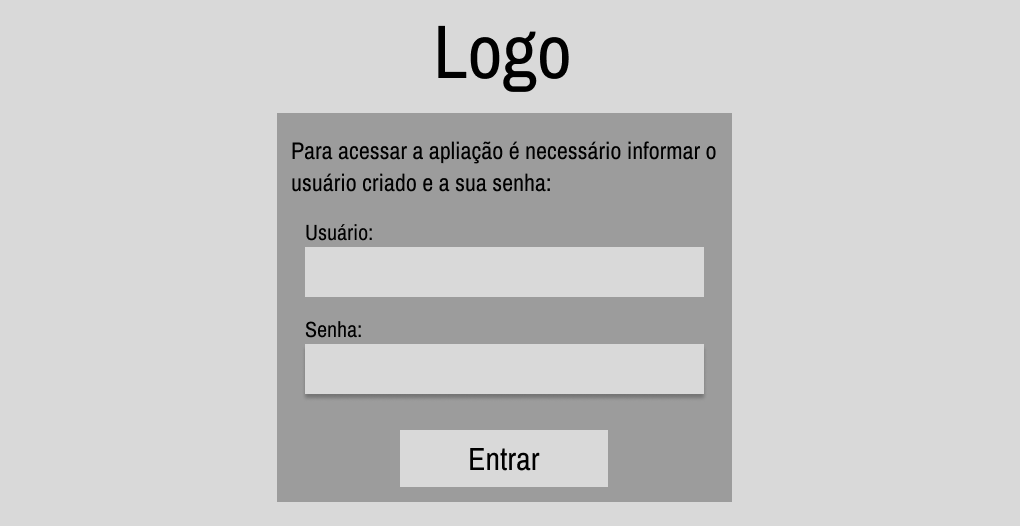 Logo
Para acessar a apliação é necessário informar o
usuário criado e a sua senha:
Usuário:
Senha:
Entrar